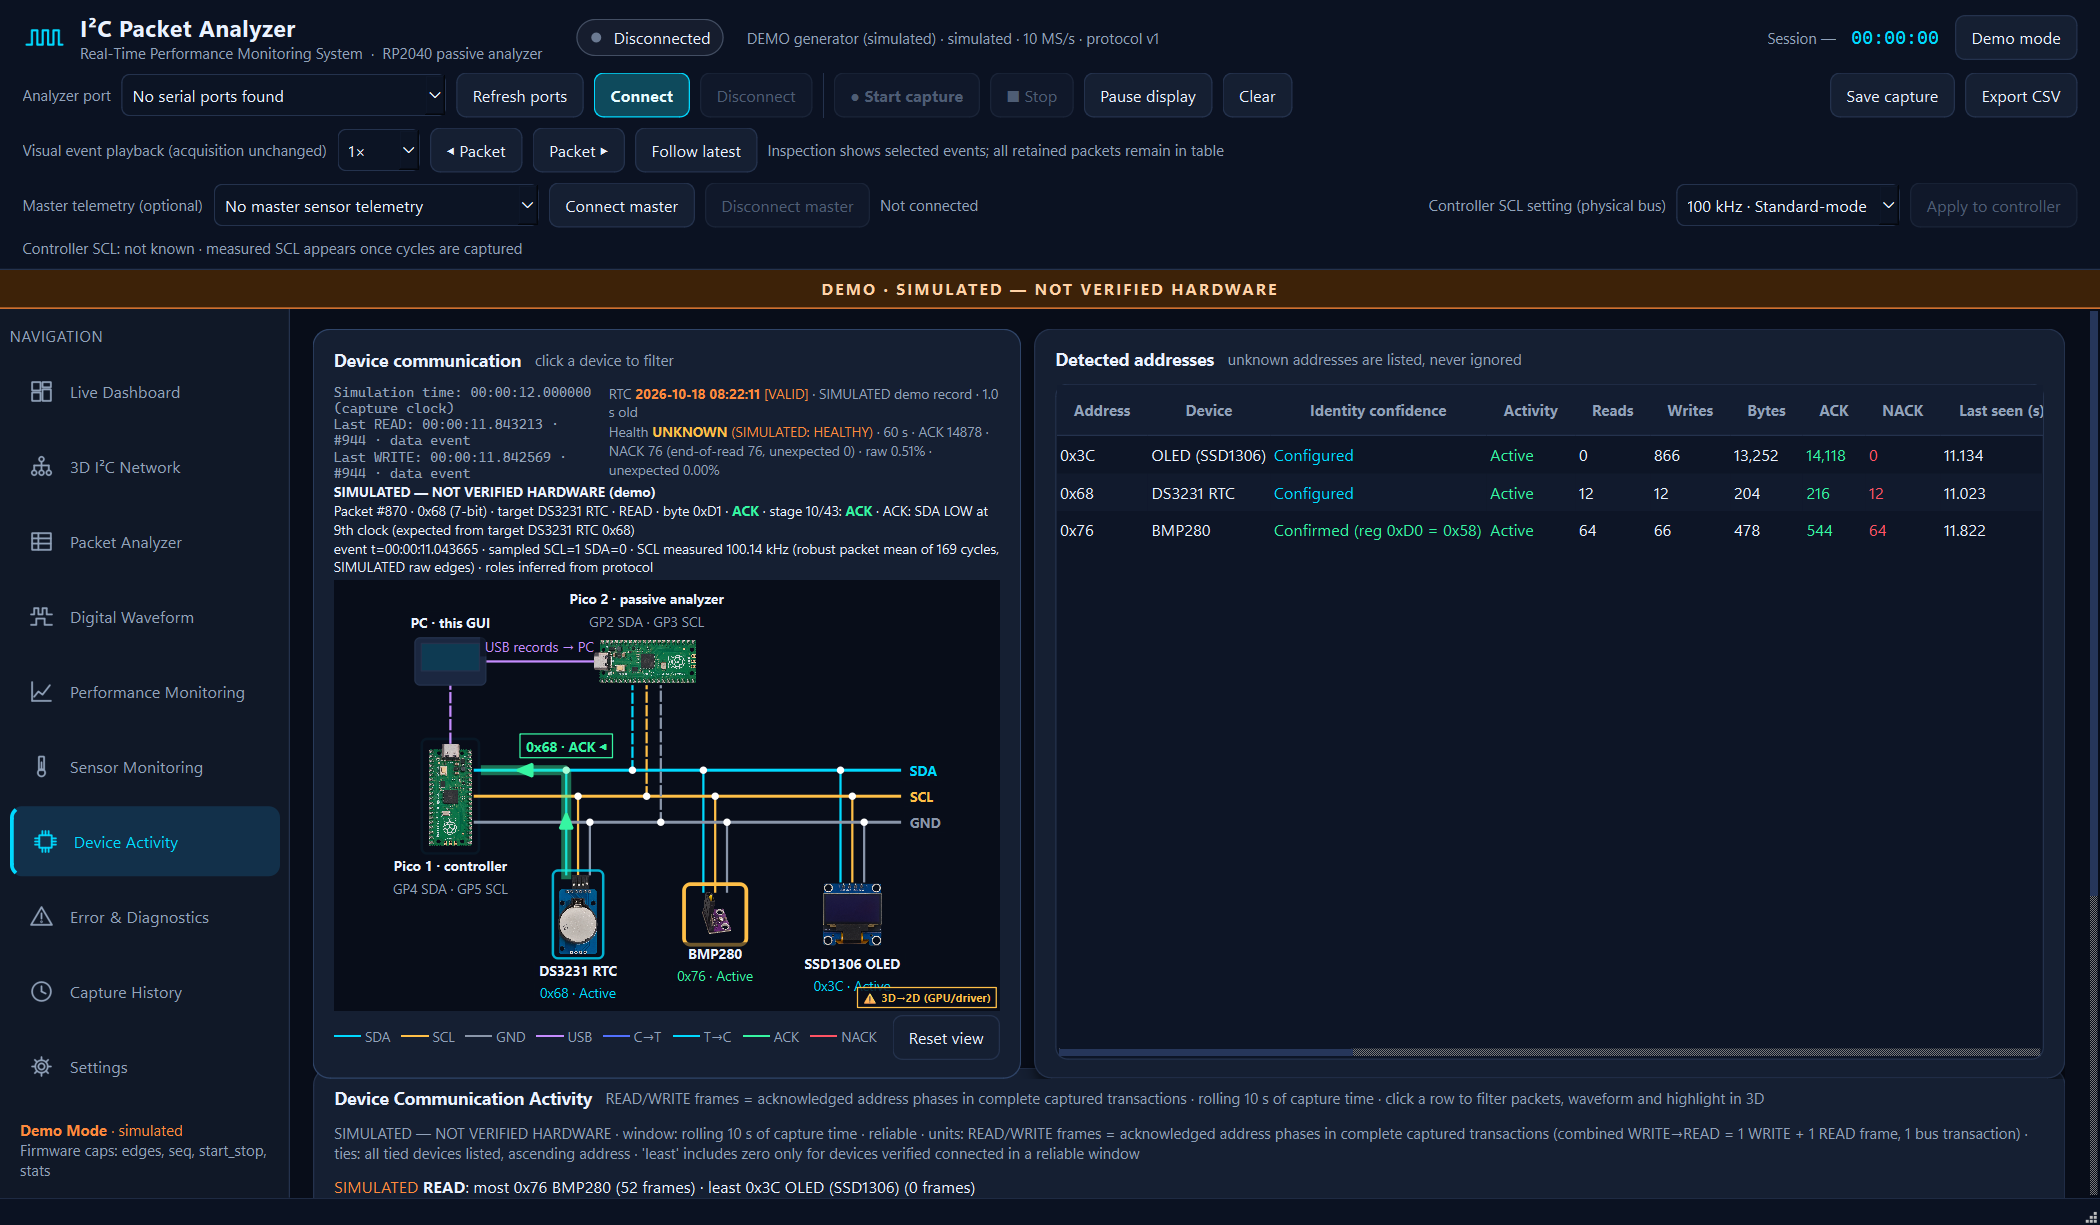 I²C Packet Analyzer
Real-Time Performance Monitoring System · RP2040 passive analyzer
Disconnected
DEMO generator (simulated) · simulated · 10 MS/s · protocol v1
Session — 00:00:00
Demo mode
Analyzer port
No serial ports found
Refresh ports
Connect
Disconnect
● Start capture
■ Stop
Pause display
Clear
Save capture
Export CSV
Visual event playback (acquisition unchanged)
1×
◂ Packet
Packet ▸
Follow latest
Inspection shows selected events; all retained packets remain in table
Master telemetry (optional)
No master sensor telemetry
Connect master
Disconnect master
Not connected
Controller SCL setting (physical bus)
100 kHz · Standard-mode
Apply to controller
Controller SCL: not known · measured SCL appears once cycles are captured
DEMO · SIMULATED — NOT VERIFIED HARDWARE
NAVIGATION
Live Dashboard
3D I²C Network
Packet Analyzer
Digital Waveform
Performance Monitoring
Sensor Monitoring
Device Activity
Error & Diagnostics
Capture History
Settings
Demo Mode · simulated
Firmware caps: edges, seq, start_stop,
stats
Device communication click a device to filter
Simulation time: 00:00:12.000000
(capture clock)
Last READ: 00:00:11.843213 ·
#944 · data event
Last WRITE: 00:00:11.842569 ·
#944 · data event
RTC 2026-10-18 08:22:11 [VALID] · SIMULATED demo record · 1.0
s old
Health UNKNOWN (SIMULATED: HEALTHY) · 60 s · ACK 14878 ·
NACK 76 (end-of-read 76, unexpected 0) · raw 0.51% ·
unexpected 0.00%
SIMULATED — NOT VERIFIED HARDWARE (demo)
Packet #870 · 0x68 (7-bit) · target DS3231 RTC · READ · byte 0xD1 · ACK · stage 10/43: ACK · ACK: SDA LOW at
9th clock (expected from target DS3231 RTC 0x68)
event t=00:00:11.043665 · sampled SCL=1 SDA=0 · SCL measured 100.14 kHz (robust packet mean of 169 cycles,
SIMULATED raw edges) · roles inferred from protocol
Pico 2 · passive analyzer
GP2 SDA · GP3 SCL
PC · this GUI
USB records → PC
0x68 · ACK ◂
SDA
SCL
GND
Pico 1 · controller
GP4 SDA · GP5 SCL
DS3231 RTC
0x68 · Active
BMP280
0x76 · Active
SSD1306 OLED
0x3C · Active
3D→2D (GPU/driver)
SDA
SCL
GND
USB
C→T
T→C
ACK
NACK
Reset view
Detected addresses unknown addresses are listed, never ignored
Address Device Identity confidence Activity Reads Writes Bytes ACK NACK Last seen (s)
0x3C OLED (SSD1306) Configured Active 0 866 13,252 14,118 0 11.134
0x68 DS3231 RTC Configured Active 12 12 204 216 12 11.023
0x76 BMP280 Confirmed (reg 0xD0 = 0x58) Active 64 66 478 544 64 11.822
Device Communication Activity READ/WRITE frames = acknowledged address phases in complete captured transactions · rolling 10 s of capture time · click a row to filter packets, waveform and highlight in 3D
SIMULATED — NOT VERIFIED HARDWARE · window: rolling 10 s of capture time · reliable · units: READ/WRITE frames = acknowledged address phases in complete captured transactions (combined WRITE→READ = 1 WRITE + 1 READ frame, 1 bus transaction) ·
ties: all tied devices listed, ascending address · 'least' includes zero only for devices verified connected in a reliable window
SIMULATED READ: most 0x76 BMP280 (52 frames) · least 0x3C OLED (SSD1306) (0 frames)